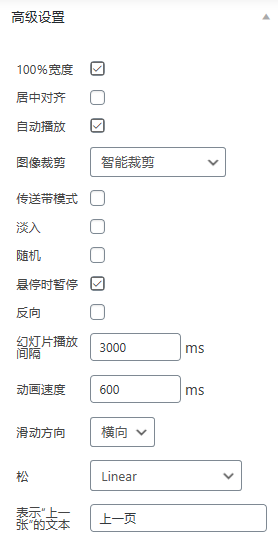 高级设置
100%宽度
居中对齐
自动播放
图像裁剪 智能裁剪
传送带模式
淡入
随机
悬停时暂停
反向
幻灯片播放
间隔 3000 ms
动画速度 600 ms
滑动方向 横向
松 Linear
表示“上一
张”的文本 上一页